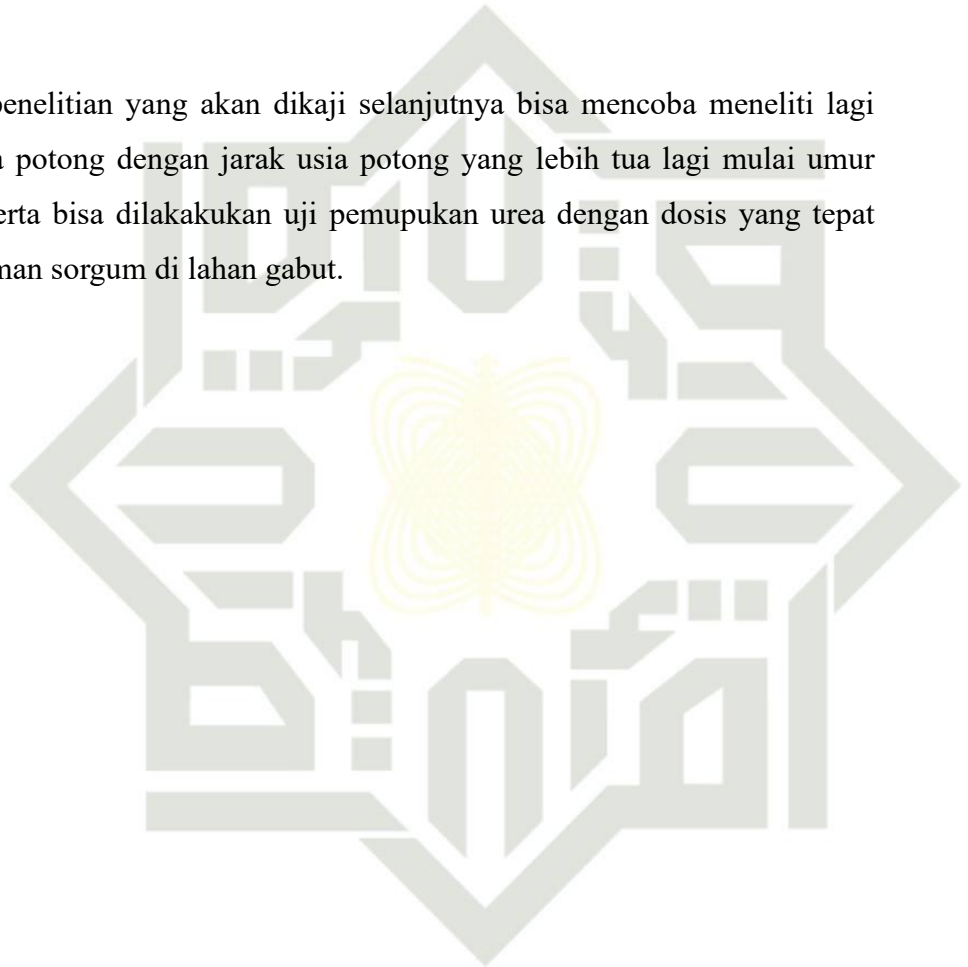 penelitian yang akan dikaji selanjutnya bisa mencoba meneliti lagi
a potong dengan jarak usia potong yang lebih tua lagi mulai umur
erta bisa dilakakukan uji pemupukan urea dengan dosis yang tepat
man sorgum di lahan gabut.